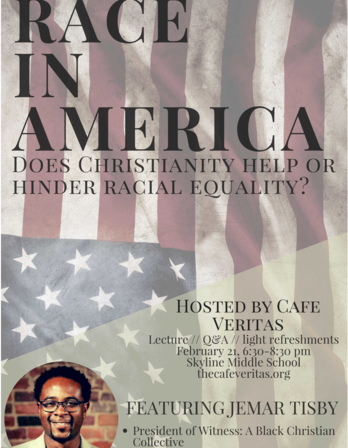 RACE
IN
AMERICA
DOES CHRISTIANITY HELP OR
HINDER RACIAL EQUALITY?
HOSTED BY CAFE
VERITAS
Lecture // Q&A // light refreshments
February 21, 6:30-8:30 pm
Skyline Middle School
thecafeveritas.org
FEATURING JEMAR TISBY
• President of Witness: A Black Christian
Collective